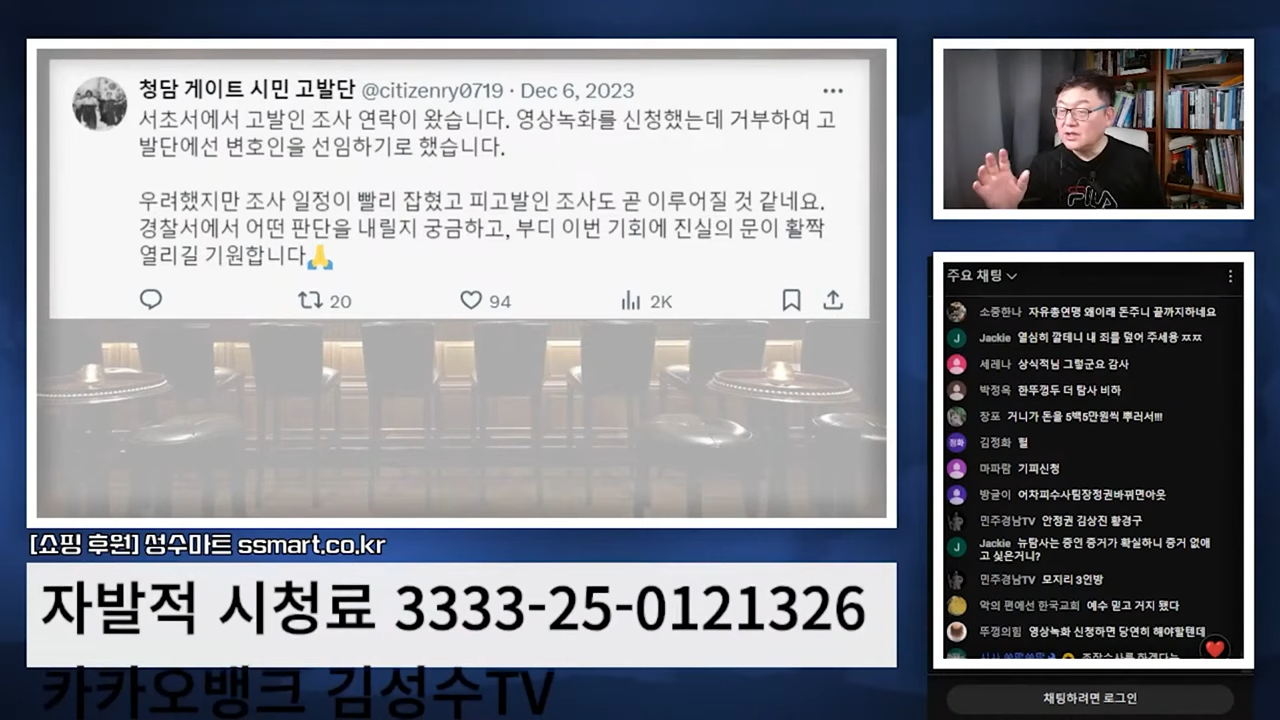 청담 게이트 시민 고발단 @citizenry0719 · Dec 6, 2023
서초서에서 고발인 조사 연락이 왔습니다. 영상녹화를 신청했는데 거부하여 고
발단에선 변호인을 선임하기로 했습니다.
우려했지만 조사 일정이 빨리 잡혔고 피고발인 조사도 곧 이루어질 것 같네요.
경찰서에서 어떤 판단을 내릴지 궁금하고, 부디 이번 기회에 진실의 문이 활짝
열리길 기원합니다🙏
20 94 2K
[쇼핑 후원] 성수마트 ssmart.co.kr
자발적 시청료 3333-25-0121326
카카오뱅크 김성수TV
FILA
주요 채팅
소중한나 자유총연맹 왜이래 돈주니 끝까지하네요
J Jackie 열심히 깔테니 내 죄를 덮어 주세용 ㅉㅉ
세레나 상식적님 그렇군요 감사
박정옥 한뚜껑두 더 탐사 비하
장포 거니가 돈을 5백5만원씩 뿌러서!!!
정화 김정화 헐
마파람 기피신청
방글이 어차피수사팀장정권바뀌면아웃
민주경남TV 안정권 김상진 황경구
J Jackie 뉴탐사는 증언 증거가 확실하니 증거 없애
고 싶은거니?
민주경남TV 모지리 3인방
악의 편에선 한국교회 예수 믿고 거지 됐다
뚜껑의힘 영상녹화 신청하면 당연히 해야할텐데
채팅하려면 로그인